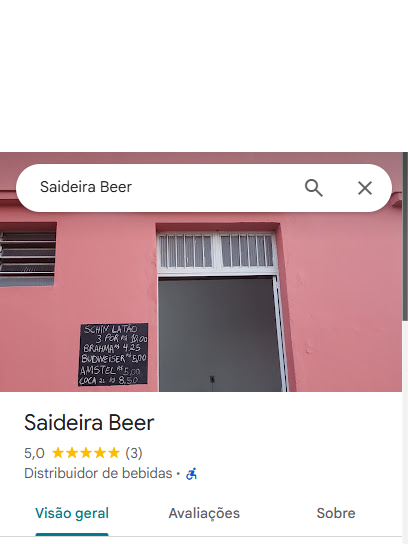 Saideira Beer
SCHIN LATÃO
3 POR R$ 10,00
BRAHMA R$ 4,25
BUDWEISER R$ 5,00
AMSTEL R$ 5,00
COCA 2L R$ 8,50
Saideira Beer
5,0 ★★★★★ (3)
Distribuidor de bebidas ·
Visão geral Avaliações Sobre